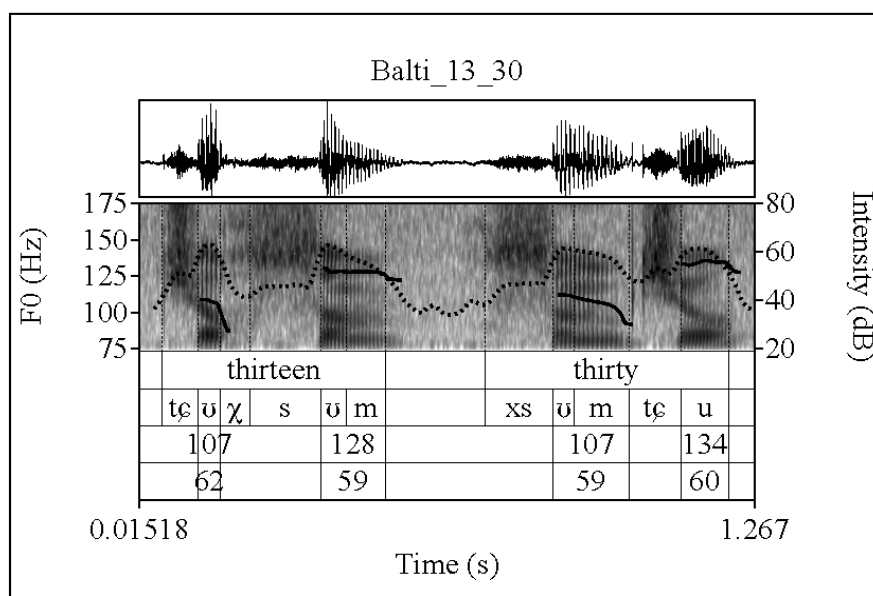 Balti_13_30
175
150
125
100
75
F0 (Hz)
80
60
40
20
Intensity (dB)
thirteen thirty
tɕ ʊ χ s ʊ m xs ʊ m tɕ u
107 128 107 134
62 59 59 60
0.01518 1.267
Time (s)